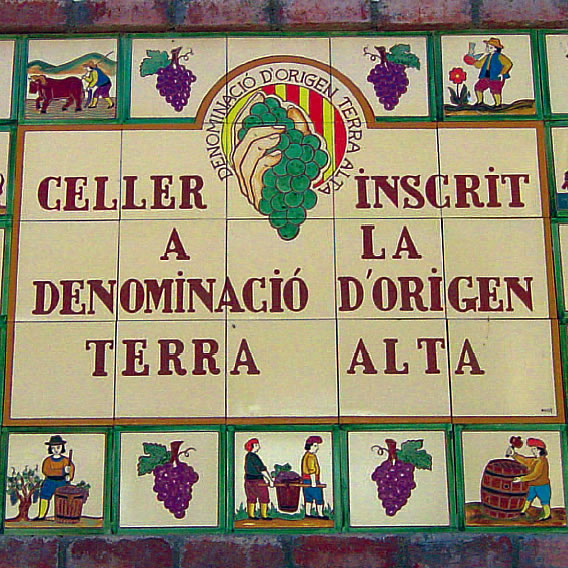 DENOMINACIÓ D'ORIGEN TERRA ALTA
CELLER INSCRIT
A LA
DENOMINACIÓ D'ORIGEN
TERRA ALTA